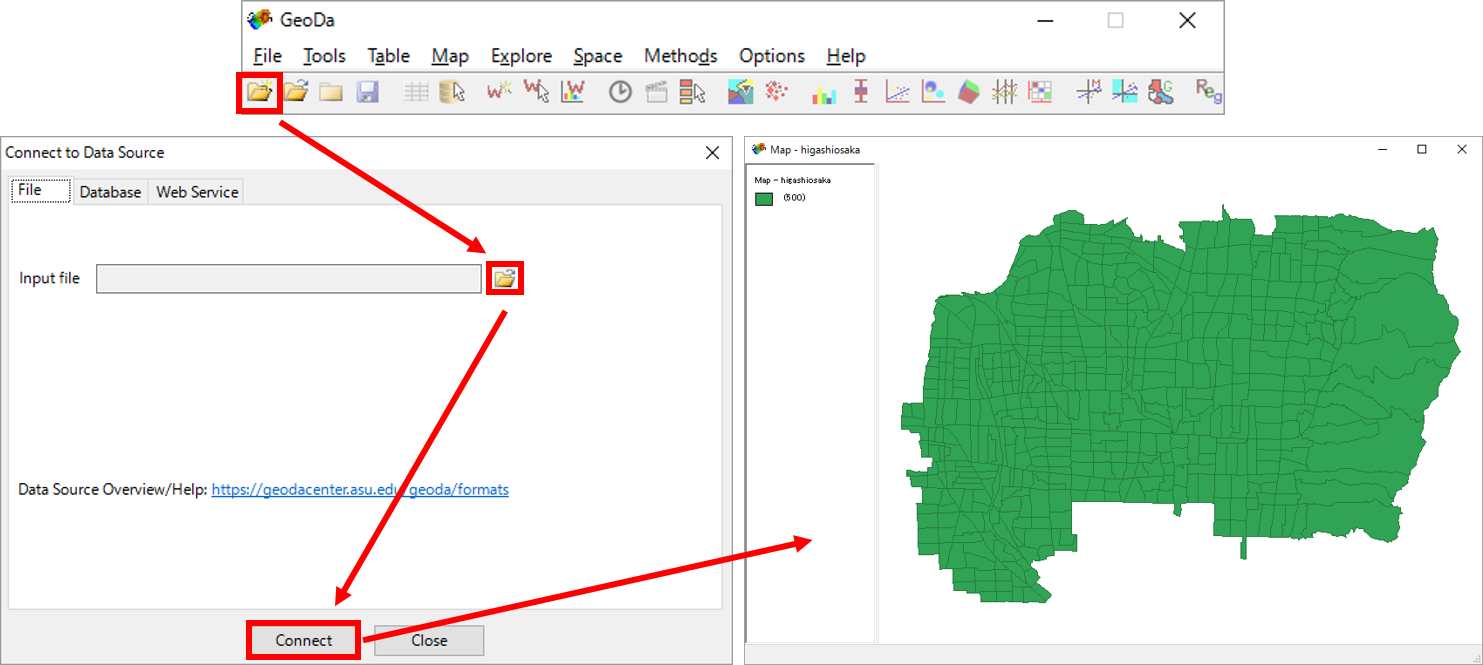 GeoDa
File Tools Table Map Explore Space Methods Options Help
W W W M G Reg
Connect to Data Source
File Database Web Service
Input file
Data Source Overview/Help: https://geodacenter.asu.edu/geoda/formats
Connect Close
Map - higashiosaka
Map - higashiosaka
(500)